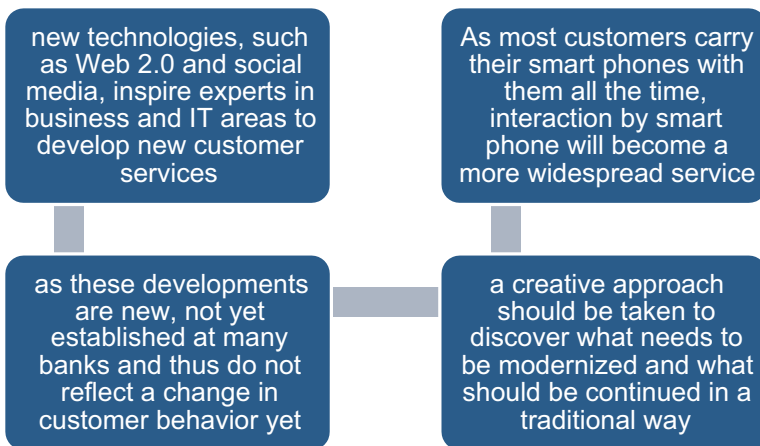 new technologies, such
as Web 2.0 and social
media, inspire experts in
business and IT areas to
develop new customer
services
as these developments
are new, not yet
established at many
banks and thus do not
reflect a change in
customer behavior yet
a creative approach
should be taken to
discover what needs to
be modernized and what
should be continued in a
traditional way
As most customers carry
their smart phones with
them all the time,
interaction by smart
phone will become a
more widespread service